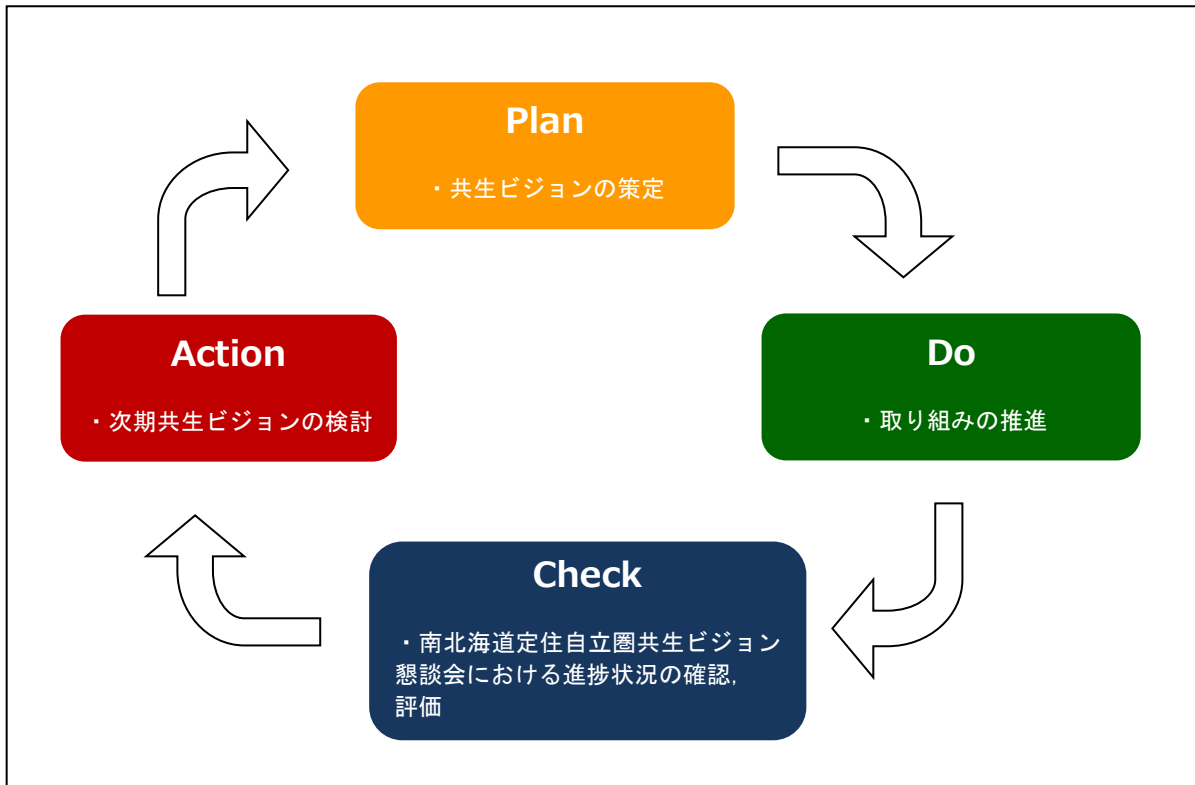 Plan
・共生ビジョンの策定
Do
・取り組みの推進
Check
・南北海道定住自立圏共生ビジョン
懇談会における進捗状況の確認,
評価
Action
・次期共生ビジョンの検討